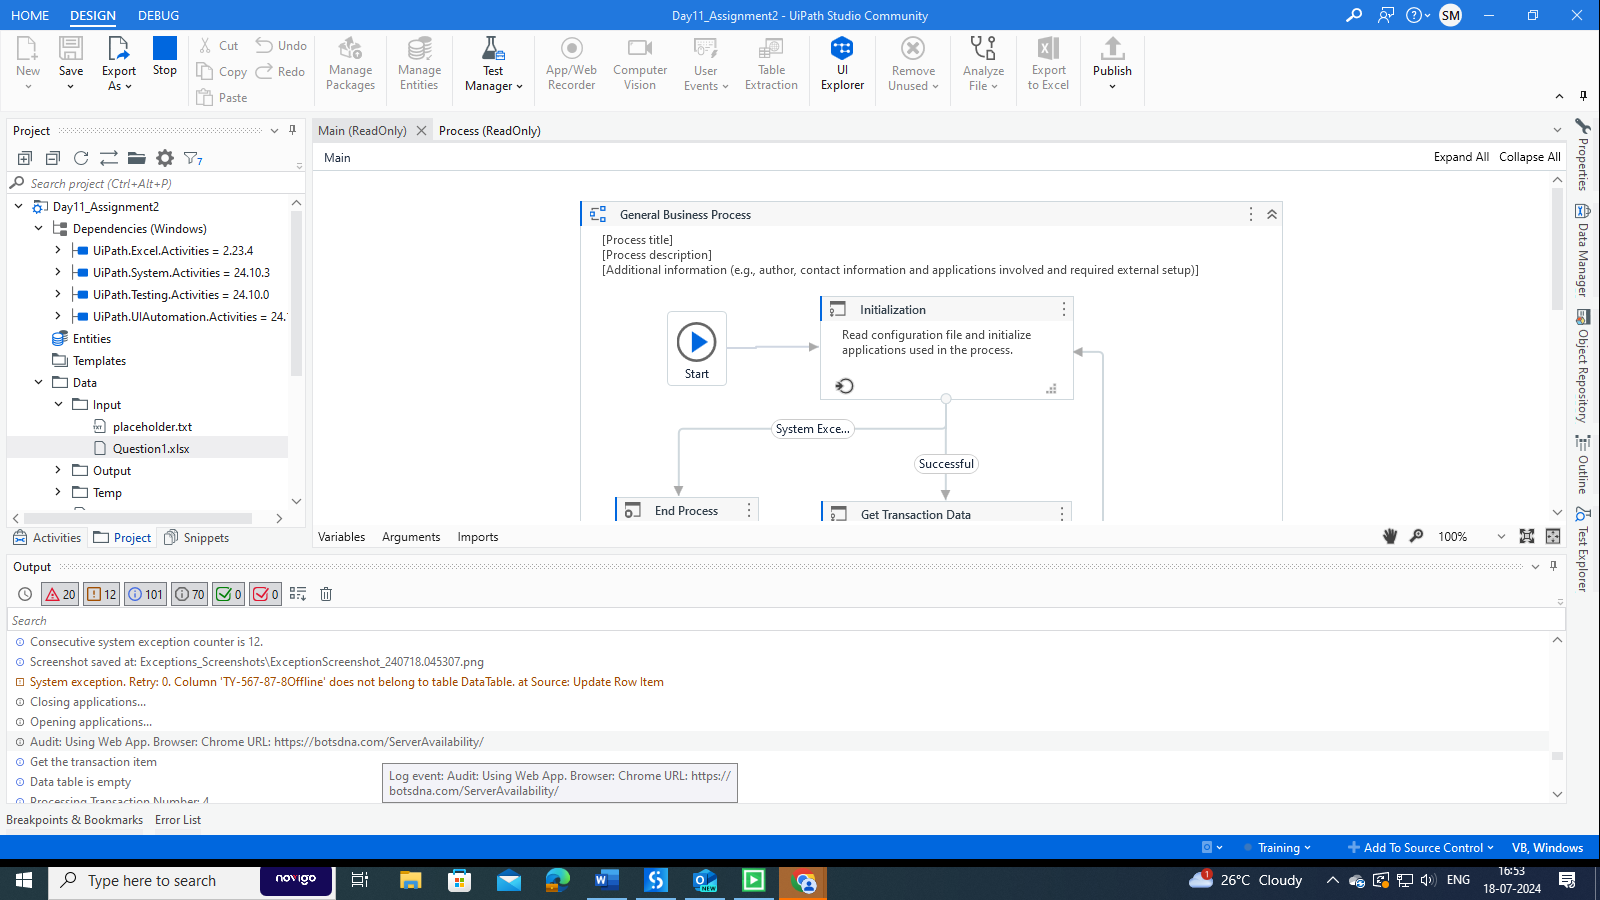 HOME DESIGN DEBUG
Day11_Assignment2 - UiPath Studio Community
SM
New
Save
Export As
Stop
Cut
Copy
Paste
Undo
Redo
Manage Packages
Manage Entities
Test Manager
App/Web Recorder
Computer Vision
User Events
Table Extraction
UI Explorer
Remove Unused
Analyze File
Export to Excel
Publish
Project
7
Search project (Ctrl+Alt+P)
Day11_Assignment2
Dependencies (Windows)
UiPath.Excel.Activities = 2.23.4
UiPath.System.Activities = 24.10.3
UiPath.Testing.Activities = 24.10.0
UiPath.UIAutomation.Activities = 24.
Entities
Templates
Data
Input
placeholder.txt
Question1.xlsx
Output
Temp
Activities Project Snippets
Main (ReadOnly) Process (ReadOnly)
Main
Expand All Collapse All
General Business Process
[Process title]
[Process description]
[Additional information (e.g., author, contact information and applications involved and required external setup)]
Start
Initialization
Read configuration file and initialize
applications used in the process.
System Exce...
Successful
End Process
Get Transaction Data
Variables Arguments Imports
100%
Properties
Data Manager
Object Repository
Outline
Test Explorer
Output
20 12 101 70 0 0
Search
Consecutive system exception counter is 12.
Screenshot saved at: Exceptions_Screenshots\ExceptionScreenshot_240718.045307.png
System exception. Retry: 0. Column 'TY-567-87-8Offline' does not belong to table DataTable. at Source: Update Row Item
Closing applications...
Opening applications...
Audit: Using Web App. Browser: Chrome URL: https://botsdna.com/ServerAvailability/
Get the transaction item
Data table is empty
Processing Transaction Number: 4
Log event: Audit: Using Web App. Browser: Chrome URL: https://
botsdna.com/ServerAvailability/
Breakpoints & Bookmarks Error List
Training
Add To Source Control
VB, Windows
Type here to search
novigo
NEW
1
26°C Cloudy
ENG
16:53
18-07-2024